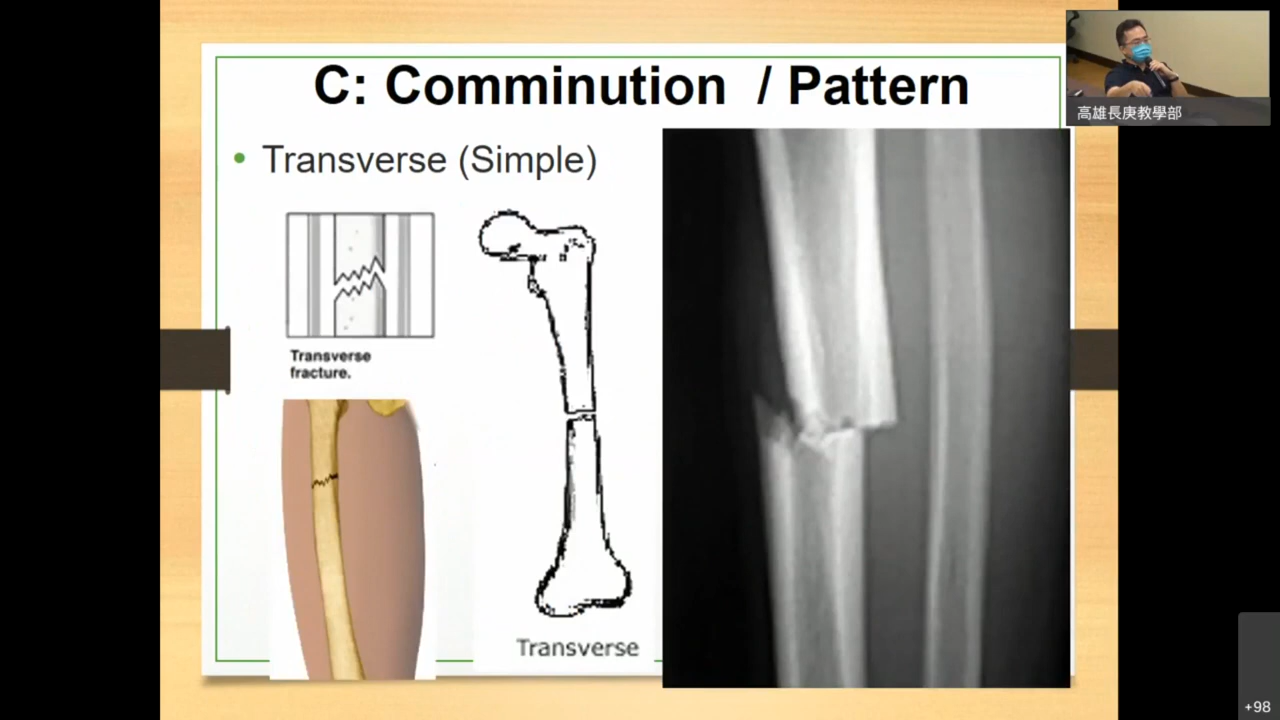 C: Comminution / Pattern
高雄長庚教學部
• Transverse (Simple)
Transverse
fracture.
Transverse
+98